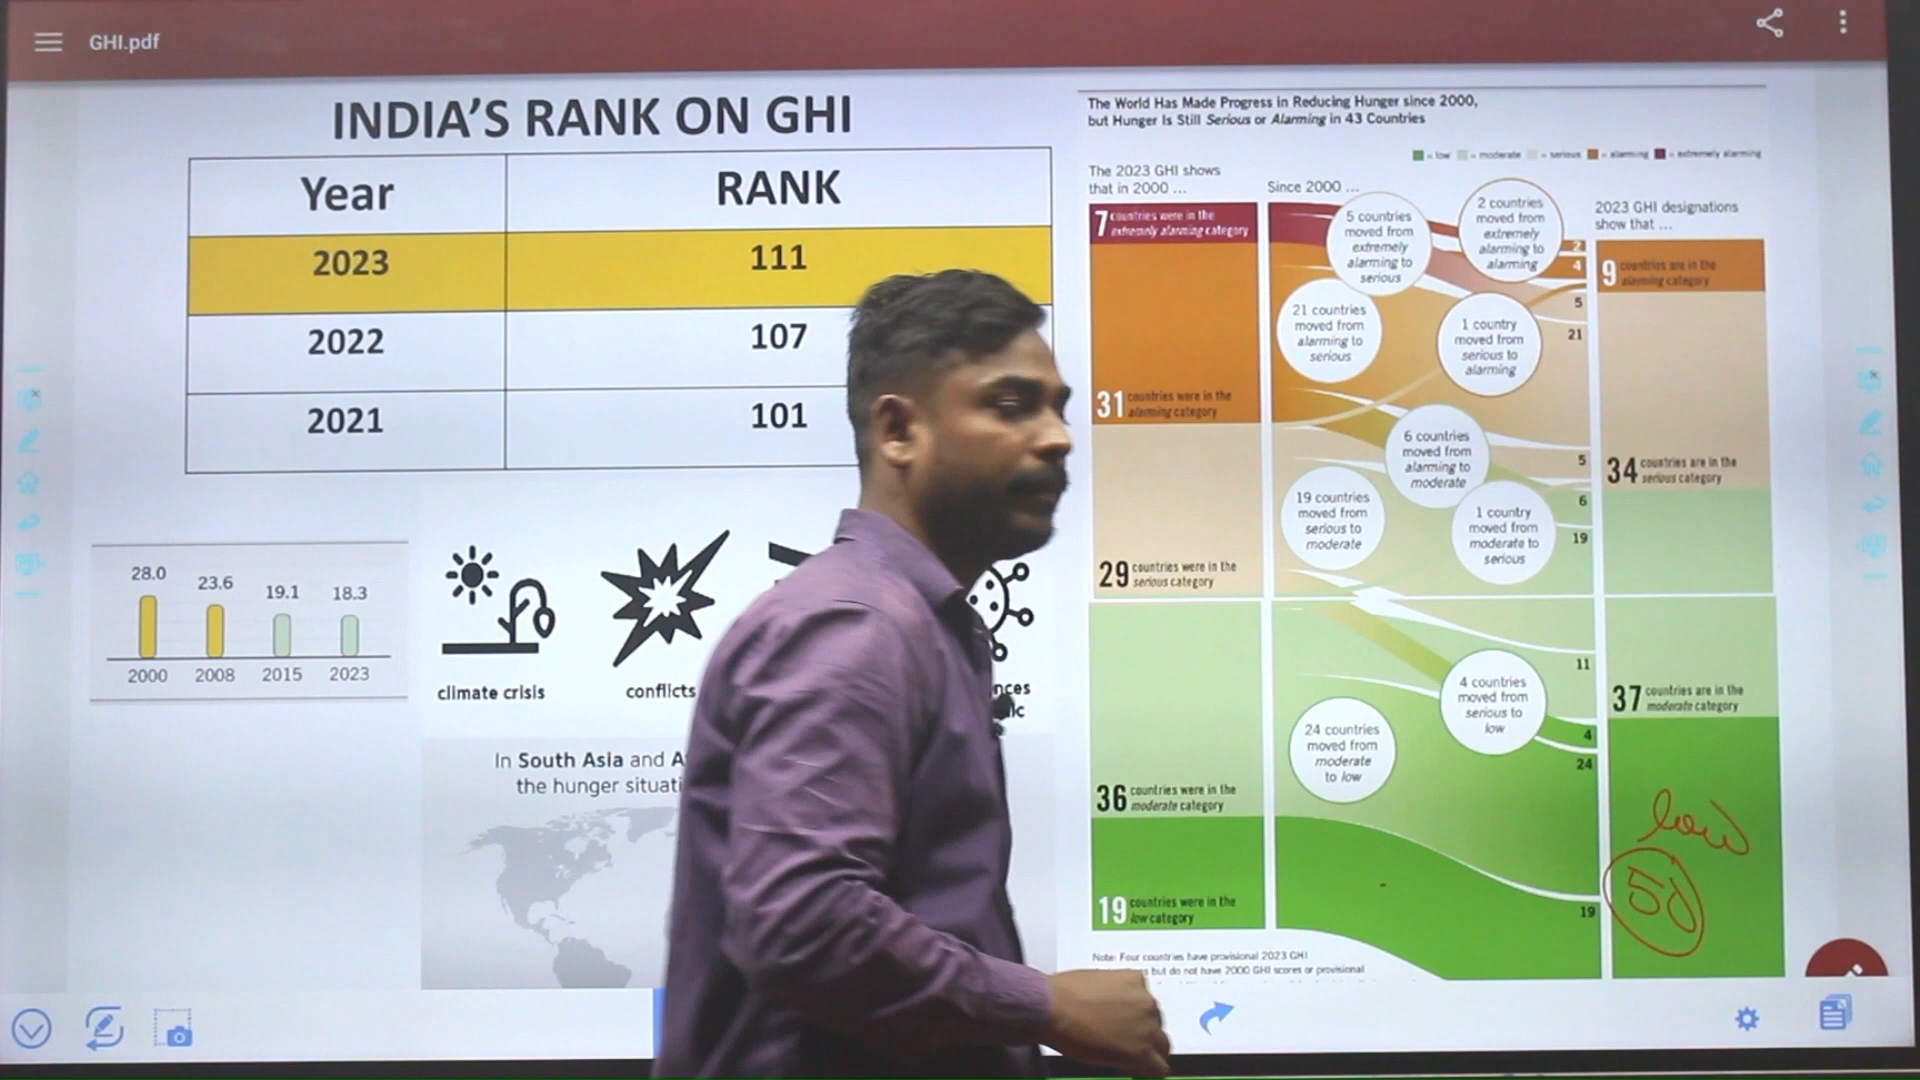 GHI.pdf
INDIA'S RANK ON GHI
Year RANK
2023 111
2022 107
2021 101
28.0 23.6 19.1 18.3
2000 2008 2015 2023
climate crisis
conflicts
In South Asia and
the hunger situati
The World Has Made Progress in Reducing Hunger since 2000,
but Hunger Is Still Serious or Alarming in 43 Countries
= low = moderate = serious = alarming = extremely alarming
The 2023 GHI shows
that in 2000 ...
7 countries were in the
extremely alarming category
31 countries were in the
alarming category
29 countries were in the
serious category
36 countries were in the
moderate category
19 countries were in the
low category
Since 2000 ...
5 countries
moved from
extremely
alarming to
serious
2 countries
moved from
extremely
alarming to
alarming
21 countries
moved from
alarming to
serious
1 country
moved from
serious to
alarming
6 countries
moved from
alarming to
moderate
19 countries
moved from
serious to
moderate
1 country
moved from
moderate to
serious
4 countries
moved from
serious to
low
24 countries
moved from
moderate
to low
2
4
5
21
5
6
19
11
4
24
19
2023 GHI designations
show that ...
9 countries are in the
alarming category
34 countries are in the
serious category
37 countries are in the
moderate category
low
50
Note: Four countries have provisional 2023 GHI
but do not have 2000 GHI scores or provisional